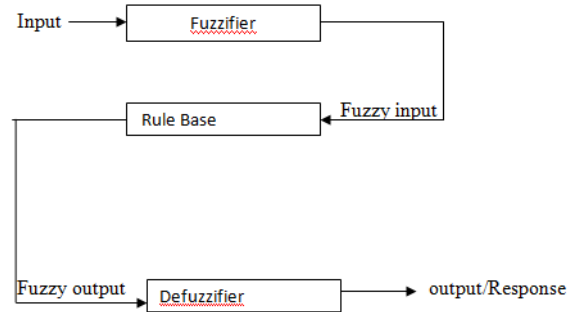 Input
Fuzzifier
Fuzzy input
Rule Base
Fuzzy output
Defuzzifier
output/Response